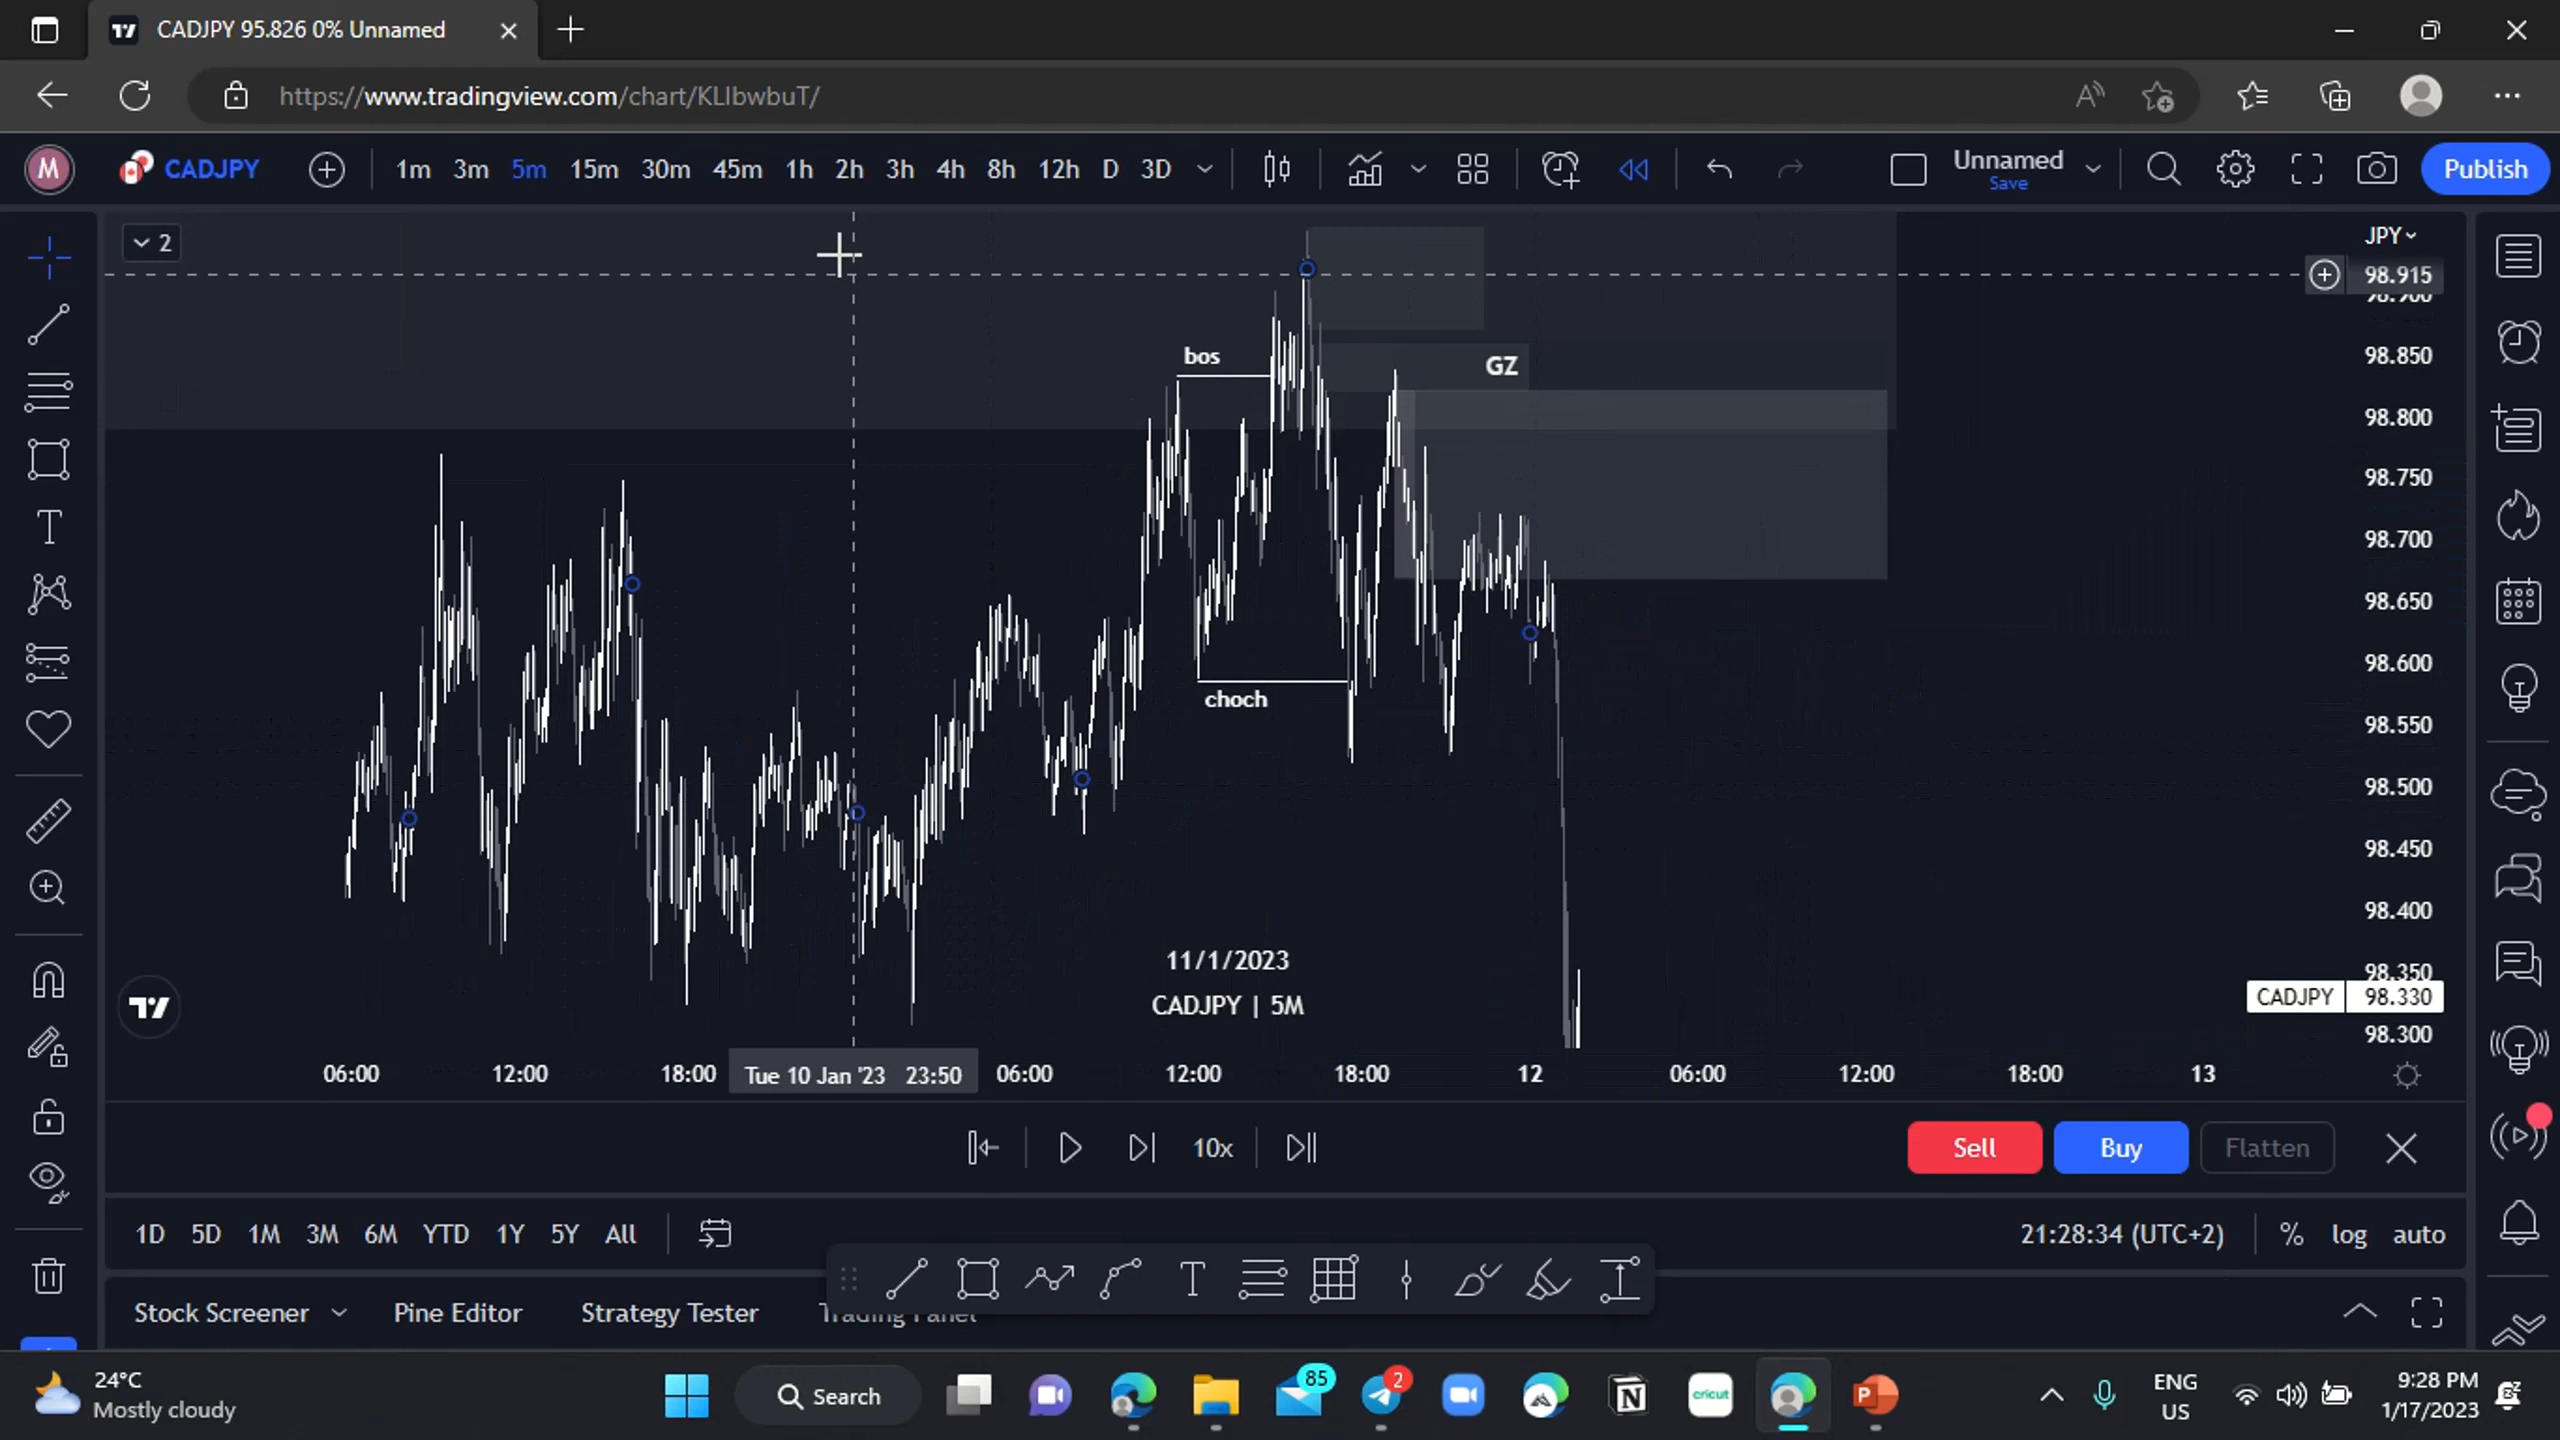 CADJPY 95.826 0% Unnamed
https://www.tradingview.com/chart/KLIbwbuT/
M CADJPY 1m 3m 5m 15m 30m 45m 1h 2h 3h 4h 8h 12h D 3D Unnamed Save Publish
2
JPY
98.915
98.900
bos
98.850
GZ
98.800
98.750
98.700
98.650
98.600
choch
98.550
98.500
98.450
98.400
11/1/2023
98.350
CADJPY | 5M
CADJPY 98.330
98.300
06:00 12:00 18:00 Tue 10 Jan '23 23:50 06:00 12:00 18:00 12 06:00 12:00 18:00 13
10x Sell Buy Flatten
1D 5D 1M 3M 6M YTD 1Y 5Y All 21:28:34 (UTC+2) % log auto
Stock Screener Pine Editor Strategy Tester Trading Panel
24°C
Mostly cloudy
Search
85
2
cricut
ENG
US
9:28 PM
1/17/2023